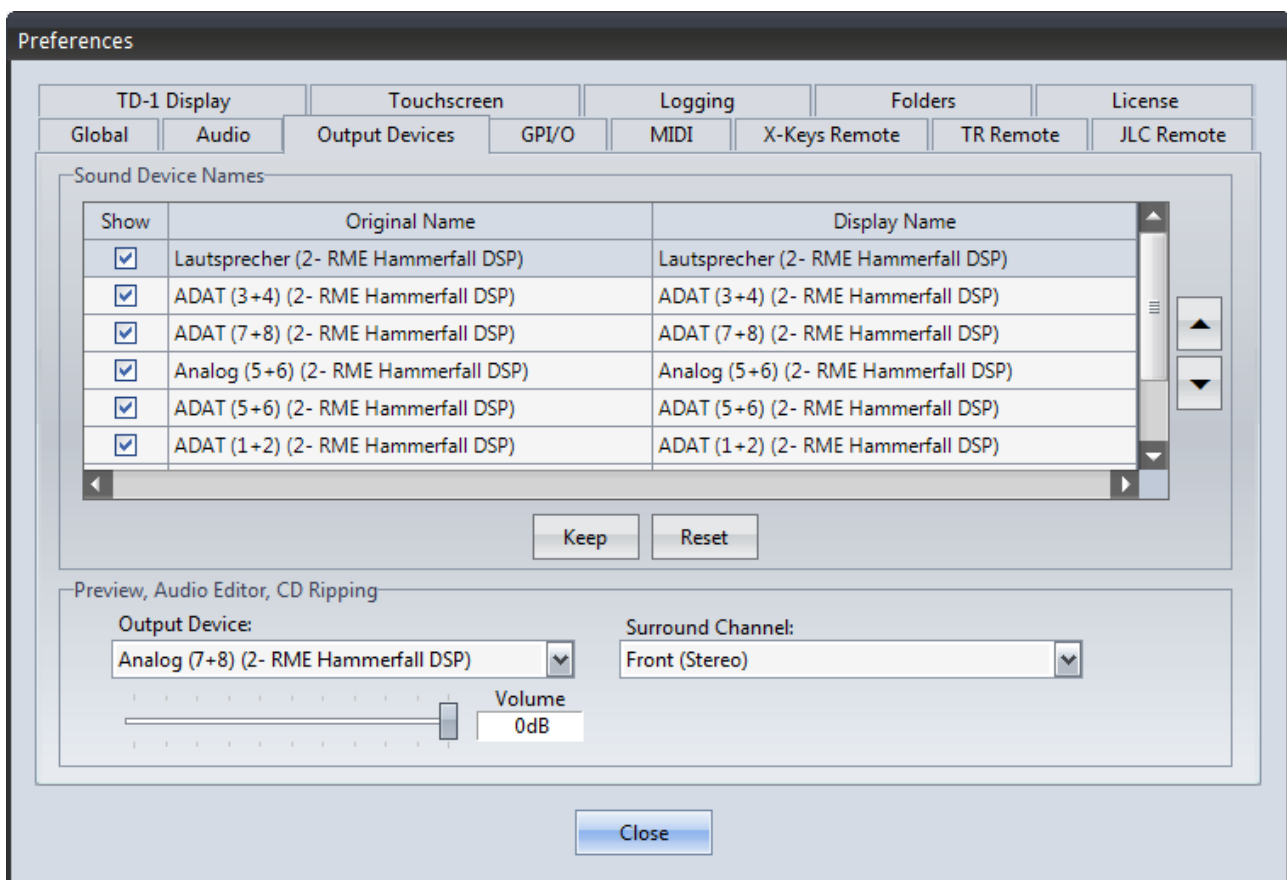 Preferences
TD-1 Display Touchscreen Logging Folders License
Global Audio Output Devices GPI/O MIDI X-Keys Remote TR Remote JLC Remote
Sound Device Names
Show Original Name Display Name
Lautsprecher (2- RME Hammerfall DSP) Lautsprecher (2- RME Hammerfall DSP)
ADAT (3+4) (2- RME Hammerfall DSP) ADAT (3+4) (2- RME Hammerfall DSP)
ADAT (7+8) (2- RME Hammerfall DSP) ADAT (7+8) (2- RME Hammerfall DSP)
Analog (5+6) (2- RME Hammerfall DSP) Analog (5+6) (2- RME Hammerfall DSP)
ADAT (5+6) (2- RME Hammerfall DSP) ADAT (5+6) (2- RME Hammerfall DSP)
ADAT (1+2) (2- RME Hammerfall DSP) ADAT (1+2) (2- RME Hammerfall DSP)
Keep Reset
Preview, Audio Editor, CD Ripping
Output Device: Surround Channel:
Analog (7+8) (2- RME Hammerfall DSP) Front (Stereo)
Volume
0dB
Close